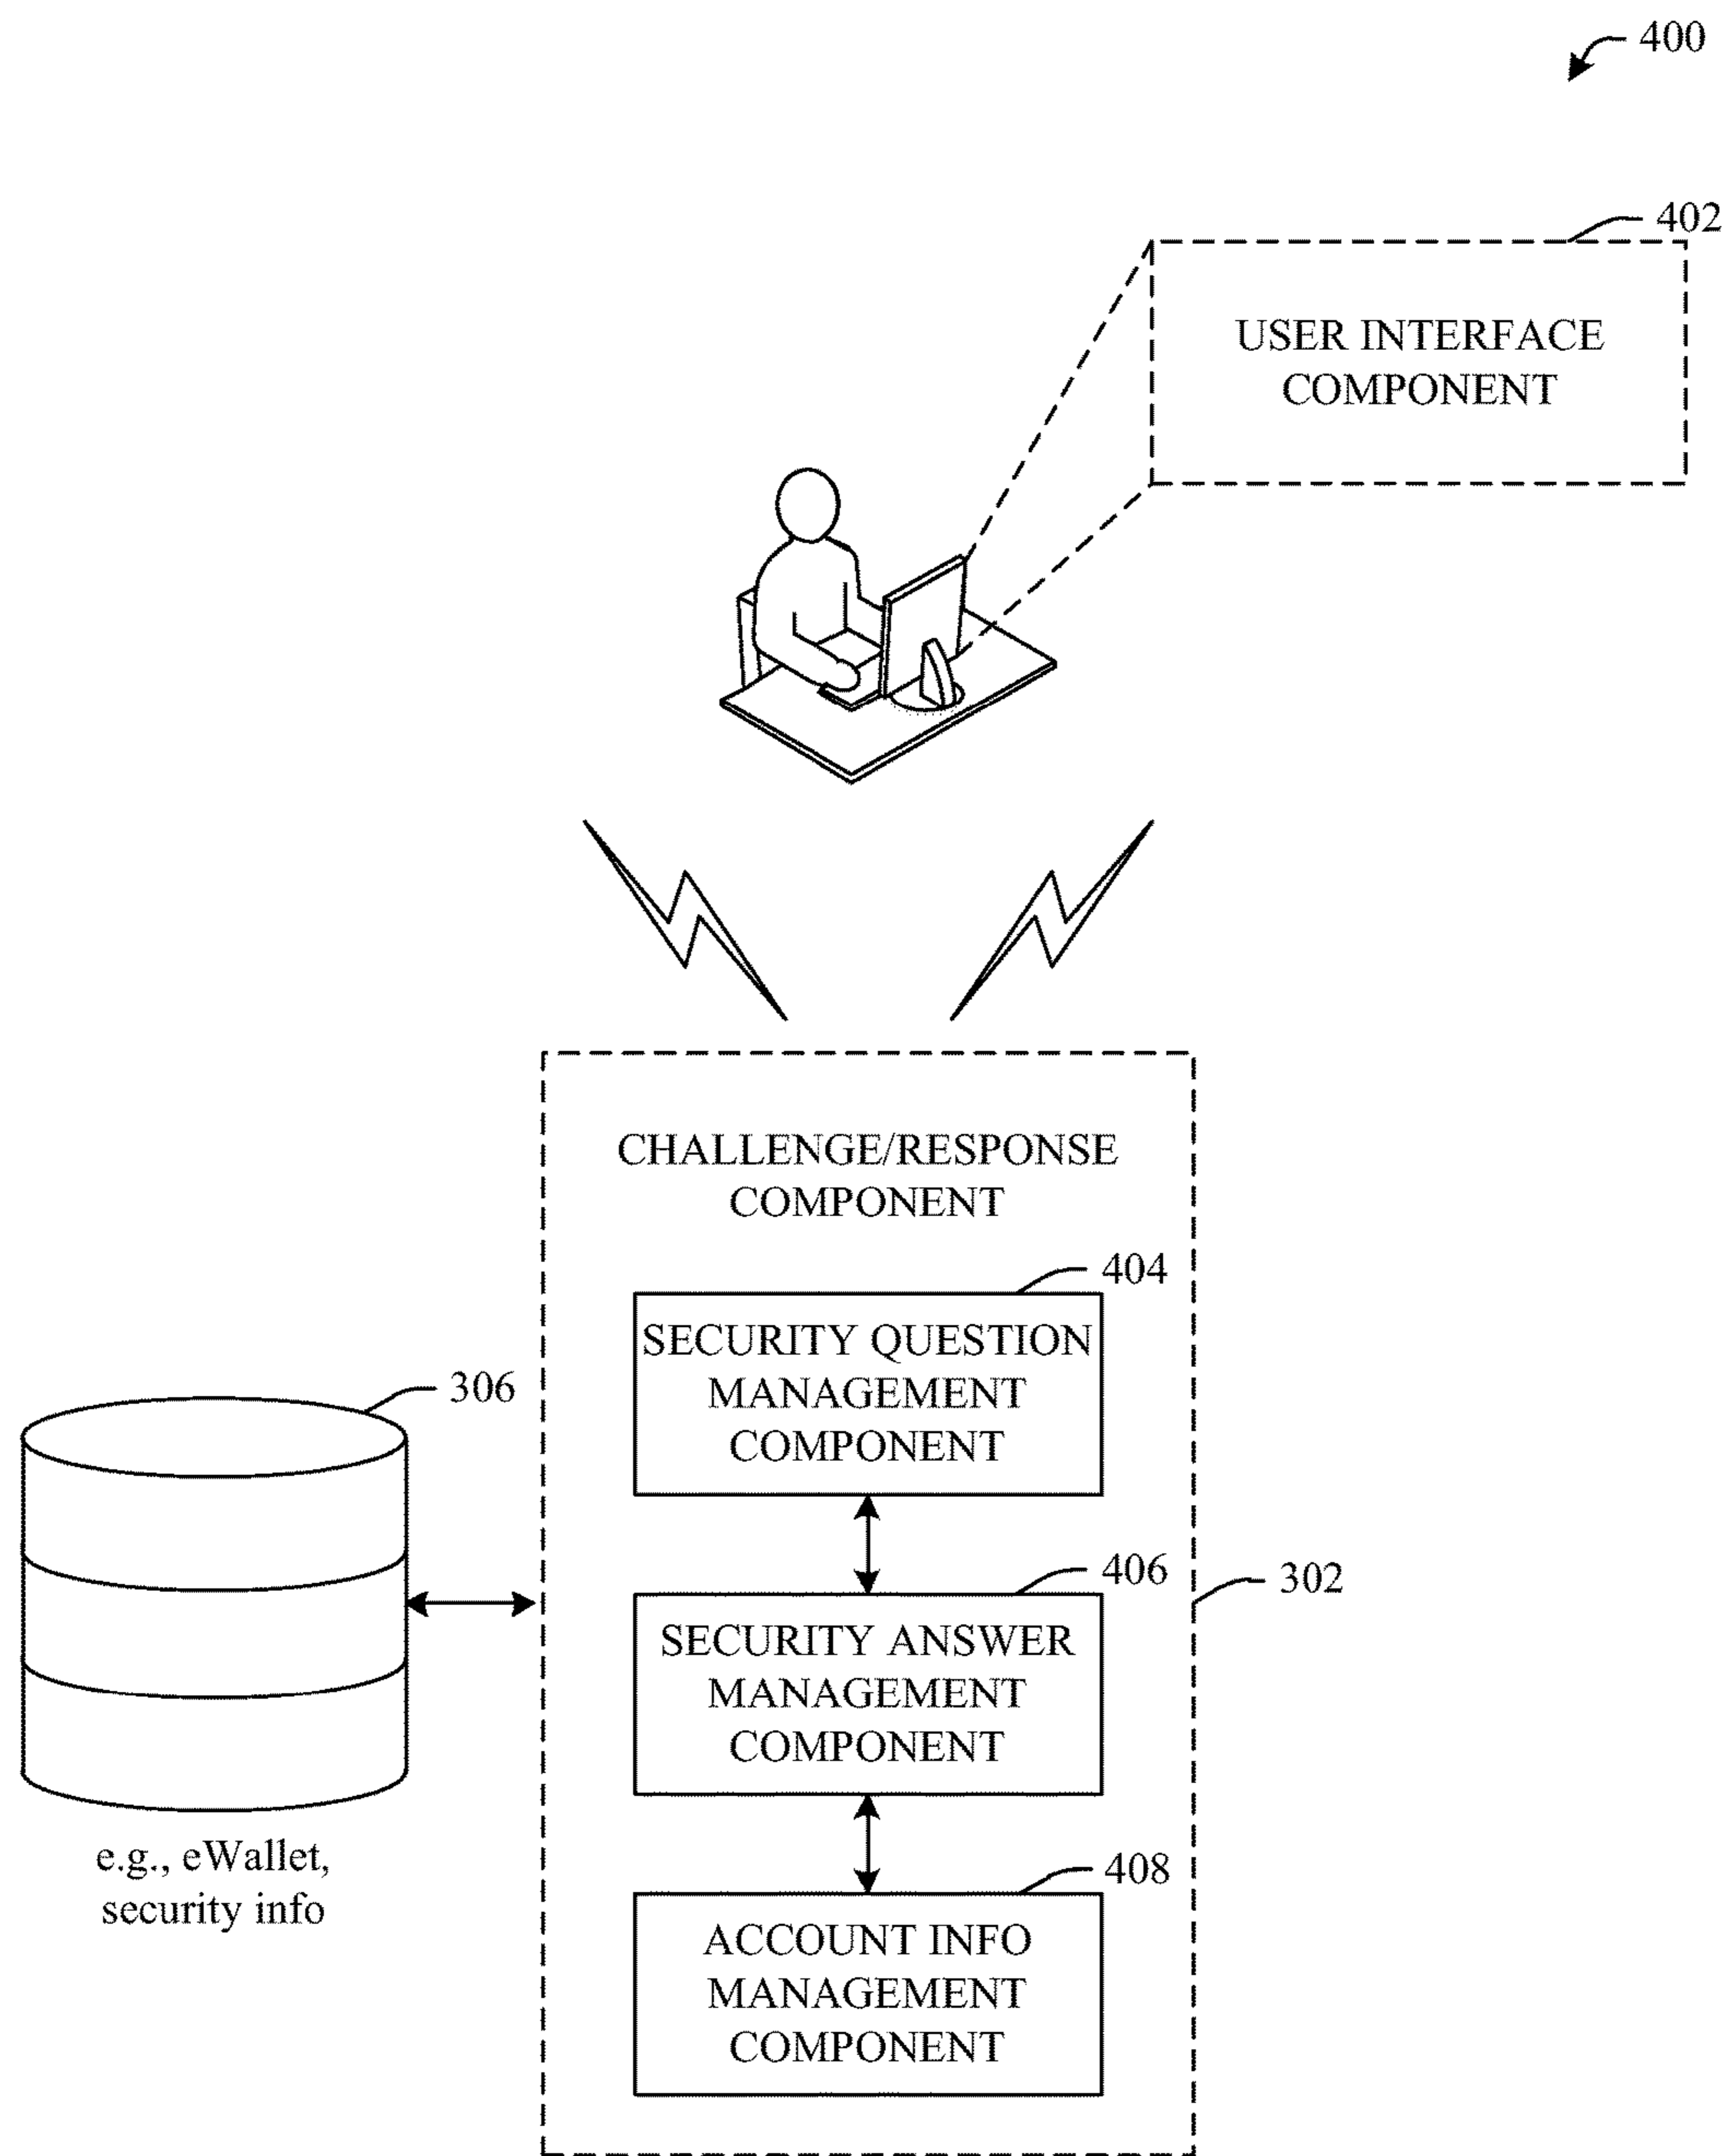 400
402
USER INTERFACE
COMPONENT
CHALLENGE/RESPONSE
COMPONENT
404
SECURITY QUESTION
MANAGEMENT
COMPONENT
306
406
302
SECURITY ANSWER
MANAGEMENT
COMPONENT
e.g., eWallet,
security info
408
ACCOUNT INFO
MANAGEMENT
COMPONENT